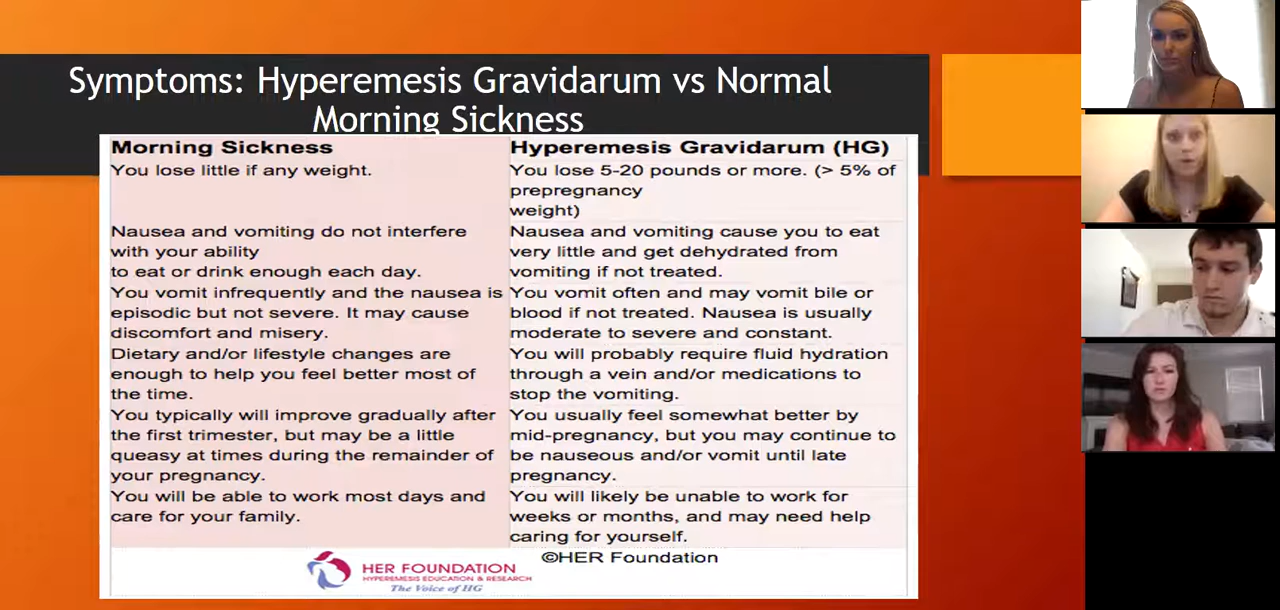 Symptoms: Hyperemesis Gravidarum vs Normal
Morning Sickness
Morning Sickness
You lose little if any weight.
Nausea and vomiting do not interfere
with your ability
to eat or drink enough each day.
You vomit infrequently and the nausea is
episodic but not severe. It may cause
discomfort and misery.
Dietary and/or lifestyle changes are
enough to help you feel better most of
the time.
You typically will improve gradually after
the first trimester, but may be a little
queasy at times during the remainder of
your pregnancy.
You will be able to work most days and
care for your family.
Hyperemesis Gravidarum (HG)
You lose 5-20 pounds or more. (> 5% of
prepregnancy
weight)
Nausea and vomiting cause you to eat
very little and get dehydrated from
vomiting if not treated.
You vomit often and may vomit bile or
blood if not treated. Nausea is usually
moderate to severe and constant.
You will probably require fluid hydration
through a vein and/or medications to
stop the vomiting.
You usually feel somewhat better by
mid-pregnancy, but you may continue to
be nauseous and/or vomit until late
pregnancy.
You will likely be unable to work for
weeks or months, and may need help
caring for yourself.
©HER Foundation
HER FOUNDATION
HYPEREMESIS EDUCATION & RESEARCH
The Voice of HG